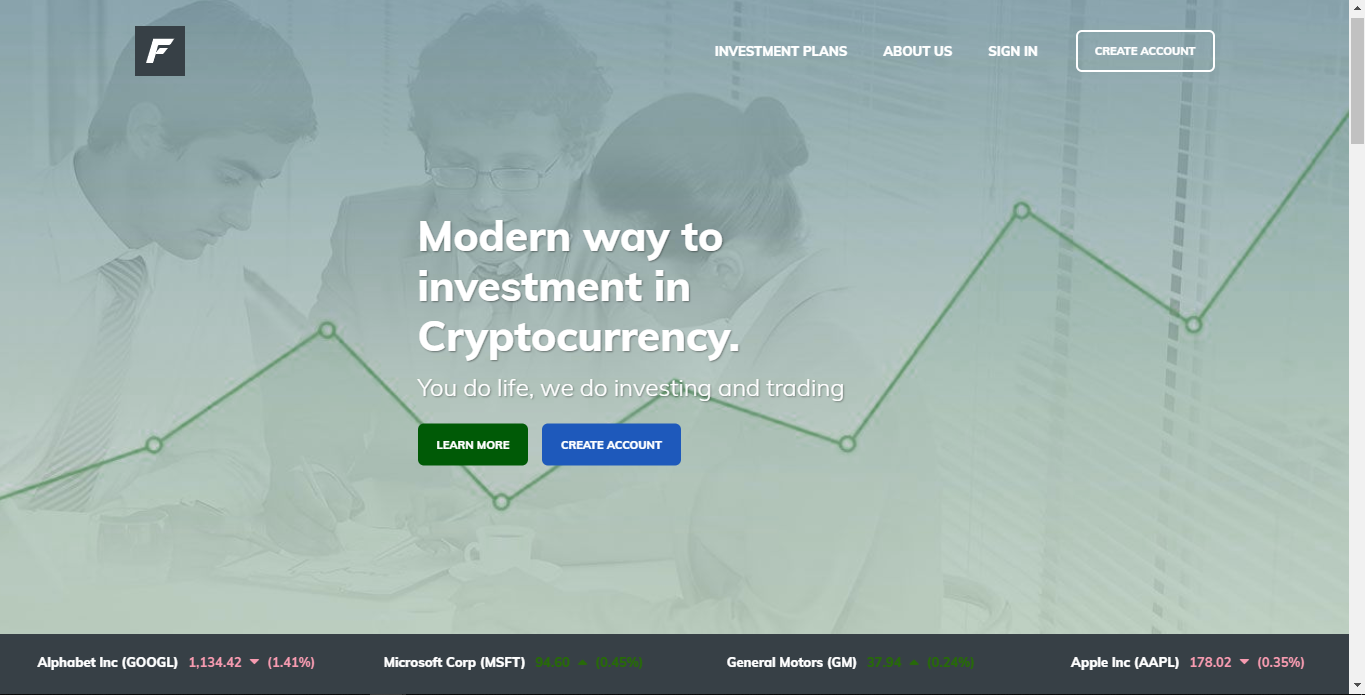 F
INVESTMENT PLANS ABOUT US SIGN IN CREATE ACCOUNT
Modern way to
investment in
Cryptocurrency.
You do life, we do investing and trading
LEARN MORE CREATE ACCOUNT
Alphabet Inc (GOOGL) 1,134.42 (1.41%) Microsoft Corp (MSFT) 94.60 (0.45%) General Motors (GM) 37.94 (0.24%) Apple Inc (AAPL) 178.02 (0.35%)